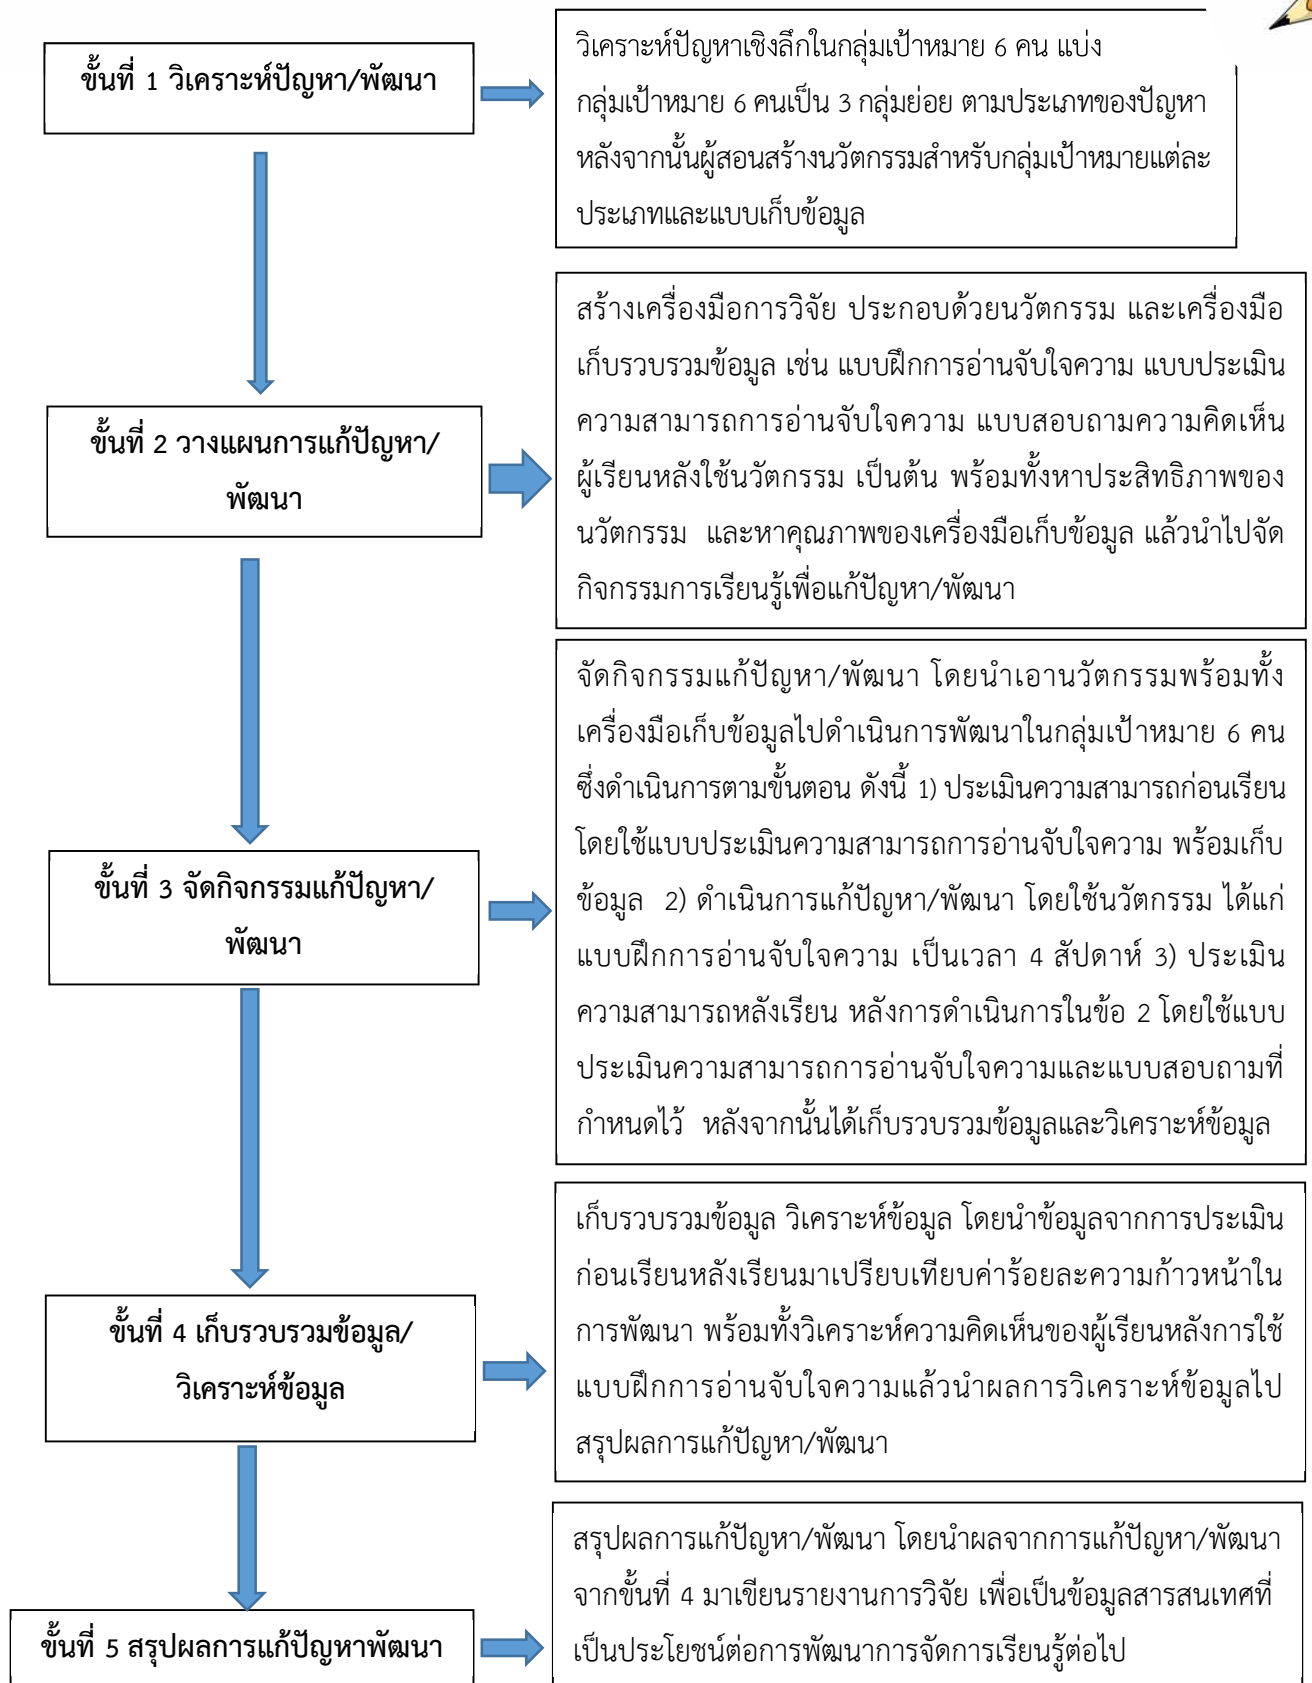 ขั้นที่ 1 วิเคราะห์ปัญหา/พัฒนา
วิเคราะห์ปัญหาเชิงลึกในกลุ่มเป้าหมาย 6 คน แบ่ง
กลุ่มเป้าหมาย 6 คนเป็น 3 กลุ่มย่อย ตามประเภทของปัญหา
หลังจากนั้นผู้สอนสร้างนวัตกรรมสำหรับกลุ่มเป้าหมายแต่ละ
ประเภทและแบบเก็บข้อมูล
ขั้นที่ 2 วางแผนการแก้ปัญหา/
พัฒนา
สร้างเครื่องมือการวิจัย ประกอบด้วยนวัตกรรม และเครื่องมือ
เก็บรวบรวมข้อมูล เช่น แบบฝึกการอ่านจับใจความ แบบประเมิน
ความสามารถการอ่านจับใจความ แบบสอบถามความคิดเห็น
ผู้เรียนหลังใช้นวัตกรรม เป็นต้น พร้อมทั้งหาประสิทธิภาพของ
นวัตกรรม และหาคุณภาพของเครื่องมือเก็บข้อมูล แล้วนำไปจัด
กิจกรรมการเรียนรู้เพื่อแก้ปัญหา/พัฒนา
ขั้นที่ 3 จัดกิจกรรมแก้ปัญหา/
พัฒนา
จัดกิจกรรมแก้ปัญหา/พัฒนา โดยนำเอานวัตกรรมพร้อมทั้ง
เครื่องมือเก็บข้อมูลไปดำเนินการพัฒนาในกลุ่มเป้าหมาย 6 คน
ซึ่งดำเนินการตามขั้นตอน ดังนี้ 1) ประเมินความสามารถก่อนเรียน
โดยใช้แบบประเมินความสามารถการอ่านจับใจความ พร้อมเก็บ
ข้อมูล 2) ดำเนินการแก้ปัญหา/พัฒนา โดยใช้นวัตกรรม ได้แก่
แบบฝึกการอ่านจับใจความ เป็นเวลา 4 สัปดาห์ 3) ประเมิน
ความสามารถหลังเรียน หลังการดำเนินการในข้อ 2 โดยใช้แบบ
ประเมินความสามารถการอ่านจับใจความและแบบสอบถามที่
กำหนดไว้ หลังจากนั้นได้เก็บรวบรวมข้อมูลและวิเคราะห์ข้อมูล
ขั้นที่ 4 เก็บรวบรวมข้อมูล/
วิเคราะห์ข้อมูล
เก็บรวบรวมข้อมูล วิเคราะห์ข้อมูล โดยนำข้อมูลจากการประเมิน
ก่อนเรียนหลังเรียนมาเปรียบเทียบค่าร้อยละความก้าวหน้าใน
การพัฒนา พร้อมทั้งวิเคราะห์ความคิดเห็นของผู้เรียนหลังการใช้
แบบฝึกการอ่านจับใจความแล้วนำผลการวิเคราะห์ข้อมูลไป
สรุปผลการแก้ปัญหา/พัฒนา
ขั้นที่ 5 สรุปผลการแก้ปัญหาพัฒนา
สรุปผลการแก้ปัญหา/พัฒนา โดยนำผลจากการแก้ปัญหา/พัฒนา
จากขั้นที่ 4 มาเขียนรายงานการวิจัย เพื่อเป็นข้อมูลสารสนเทศที่
เป็นประโยชน์ต่อการพัฒนาการจัดการเรียนรู้ต่อไป